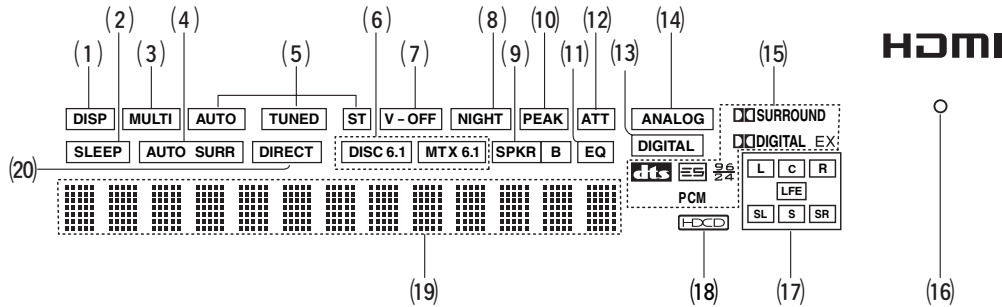 (2) (4) (6) (8) (10) (12) (14)
(1) (3) (5) (7) (9) (11) (13) (15)
HDMI
DISP MULTI AUTO TUNED ST V-OFF NIGHT PEAK ATT ANALOG DD SURROUND
SLEEP AUTO SURR DIRECT DISC 6.1 MTX 6.1 SPKR B EQ DIGITAL DD DIGITAL EX
(20)
dts ES 96/24 L C R
PCM LFE
HDCD SL S SR
(19) (18) (17) (16)